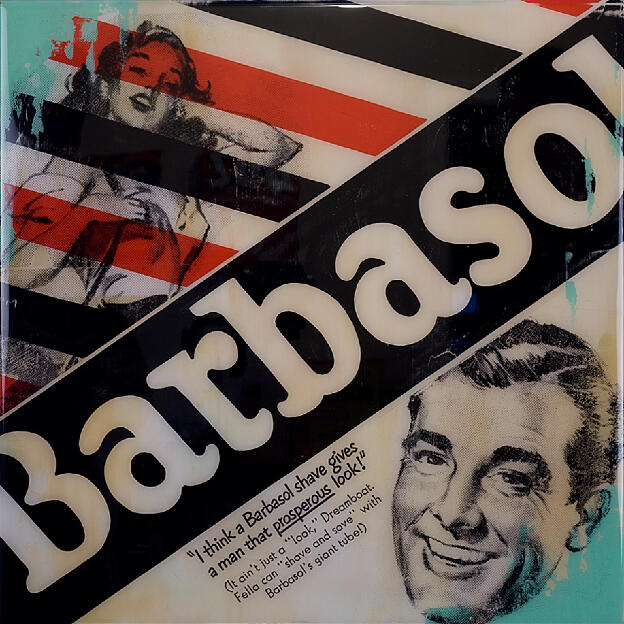 Barbasol
"I think a Barbasol shave gives
a man that prosperous look!"
(It ain't just a "look," Dreamboat.
Fella can "shave and save" with
Barbasol's giant tube!)